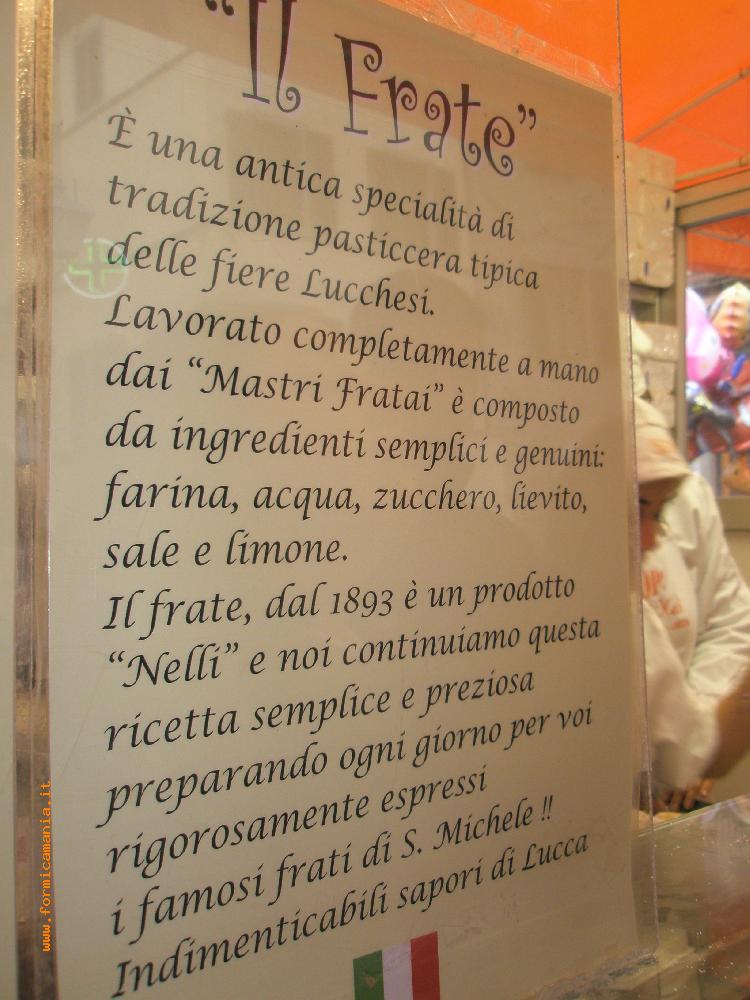 "Il Frate"
È una antica specialità di
tradizione pasticcera tipica
delle fiere Lucchesi.
Lavorato completamente a mano
dai "Mastri Fratai" è composto
da ingredienti semplici e genuini:
farina, acqua, zucchero, lievito,
sale e limone.
Il frate, dal 1893 è un prodotto
"Nelli" e noi continuiamo questa
ricetta semplice e preziosa
preparando ogni giorno per voi
rigorosamente espressi
i famosi frati di S. Michele !!
Indimenticabili sapori di Lucca
www.formicamania.it